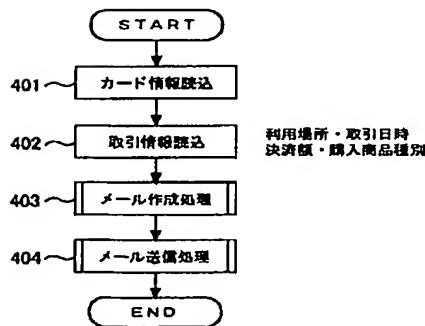 START
401
カード情報読込
402
取引情報読込
利用場所・取引日時
決済額・購入商品種別
403
メール作成処理
404
メール送信処理
END